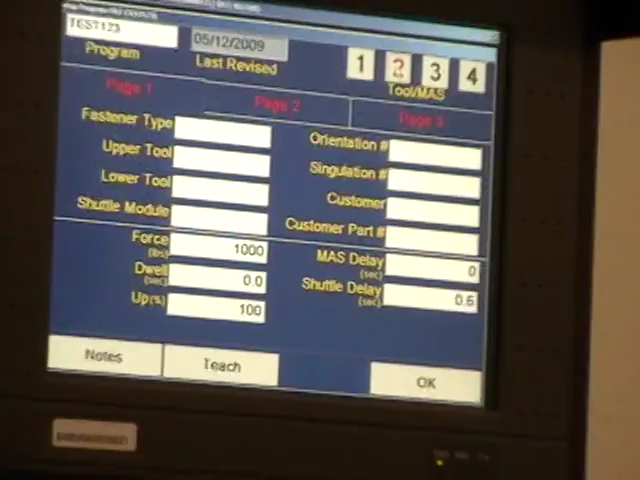 TEST123
05/12/2009
1 2 3 4
Program
Last Revised
Tool/MAS
Page 1
Page 2
Page 3
Fastener Type
Orientation #
Upper Tool
Singulation #
Lower Tool
Customer
Shuttle Module
Customer Part #
Force (lbs) 1000
MAS Delay (sec) 0
Dwell (sec) 0.0
Shuttle Delay (sec) 0.6
Up(%) 100
Notes
Teach
OK